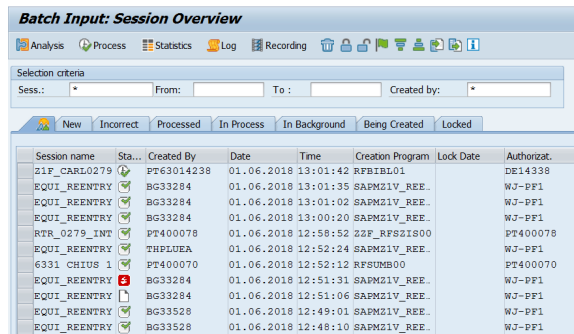 Batch Input: Session Overview
Analysis Process Statistics Log Recording
Selection criteria
Sess.: * From: To : Created by: *
New Incorrect Processed In Process In Background Being Created Locked
Session name Sta... Created By Date Time Creation Program Lock Date Authorizat.
Z1F_CARL0279 PT63014238 01.06.2018 13:01:42 RFBIBL01 DE14338
EQUI_REENTRY BG33284 01.06.2018 13:01:35 SAPMZ1V_REE… WJ-PF1
EQUI_REENTRY BG33284 01.06.2018 13:01:02 SAPMZ1V_REE… WJ-PF1
EQUI_REENTRY BG33284 01.06.2018 13:00:20 SAPMZ1V_REE… WJ-PF1
RTR_0279_INT PT400078 01.06.2018 12:58:52 ZZF_RFSZIS00 PT400078
EQUI_REENTRY THPLUEA 01.06.2018 12:52:24 SAPMZ1V_REE… WJ-PF1
6331 CHIUS 1 PT400070 01.06.2018 12:52:12 RFSUMB00 PT400070
EQUI_REENTRY BG33284 01.06.2018 12:51:31 SAPMZ1V_REE… WJ-PF1
EQUI_REENTRY BG33284 01.06.2018 12:51:06 SAPMZ1V_REE… WJ-PF1
EQUI_REENTRY BG33528 01.06.2018 12:49:01 SAPMZ1V_REE… WJ-PF1
EQUI_REENTRY BG33528 01.06.2018 12:48:10 SAPMZ1V_REE… WJ-PF1